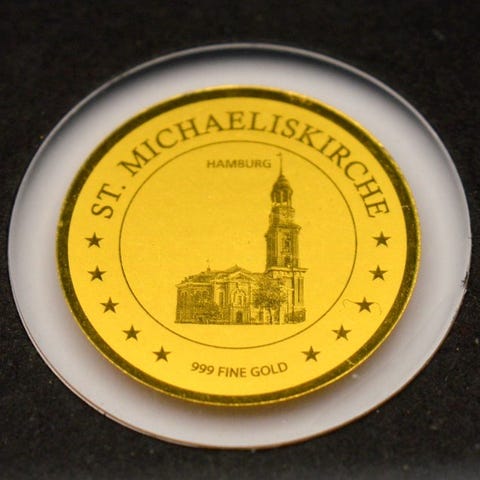 ST. MICHAELISKIRCHE
HAMBURG
999 FINE GOLD